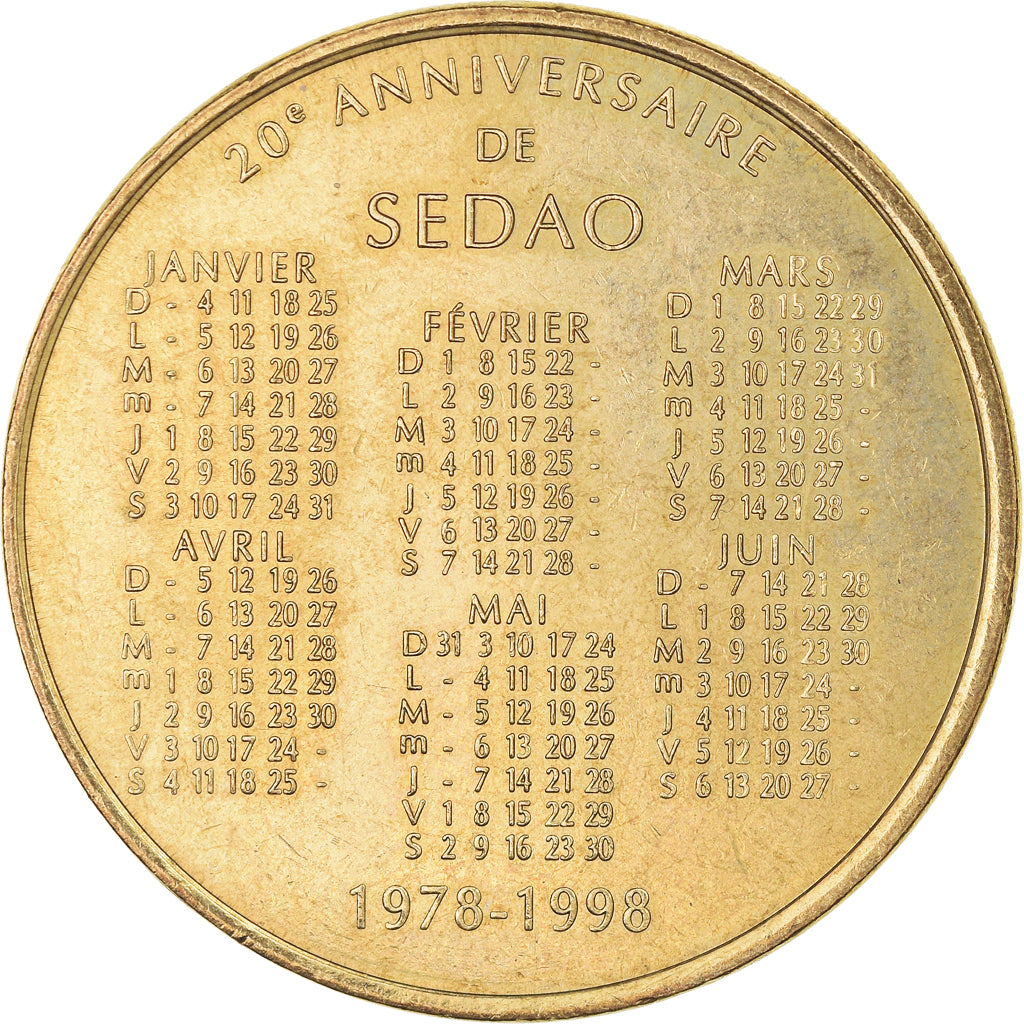 20e ANNIVERSAIRE
DE
SEDAO
JANVIER
D - 4 11 18 25
L - 5 12 19 26
M - 6 13 20 27
m - 7 14 21 28
J 1 8 15 22 29
V 2 9 16 23 30
S 3 10 17 24 31
FÉVRIER
D 1 8 15 22 -
L 2 9 16 23 -
M 3 10 17 24 -
m 4 11 18 25 -
J 5 12 19 26 -
V 6 13 20 27 -
S 7 14 21 28 -
MARS
D 1 8 15 22 29
L 2 9 16 23 30
M 3 10 17 24 31
m 4 11 18 25 -
J 5 12 19 26 -
V 6 13 20 27 -
S 7 14 21 28 -
AVRIL
D - 5 12 19 26
L - 6 13 20 27
M - 7 14 21 28
m 1 8 15 22 29
J 2 9 16 23 30
V 3 10 17 24 -
S 4 11 18 25 -
MAI
D 31 3 10 17 24
L - 4 11 18 25
M - 5 12 19 26
m - 6 13 20 27
J - 7 14 21 28
V 1 8 15 22 29
S 2 9 16 23 30
JUIN
D - 7 14 21 28
L 1 8 15 22 29
M 2 9 16 23 30
m 3 10 17 24 -
J 4 11 18 25 -
V 5 12 19 26 -
S 6 13 20 27 -
1978-1998